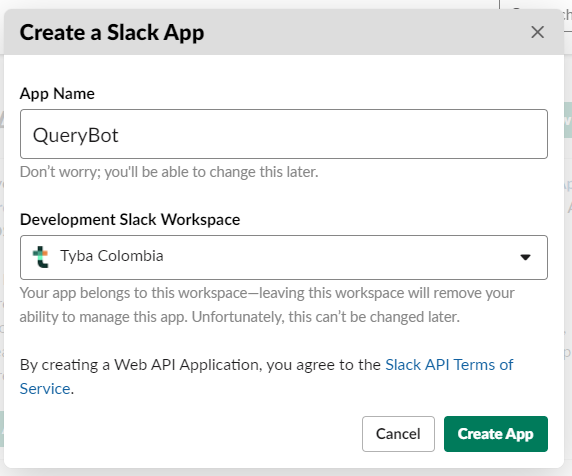 Create a Slack App
App Name
QueryBot
Don't worry; you'll be able to change this later.
Development Slack Workspace
Tyba Colombia
Your app belongs to this workspace—leaving this workspace will remove your
ability to manage this app. Unfortunately, this can't be changed later.
By creating a Web API Application, you agree to the Slack API Terms of
Service.
Cancel
Create App